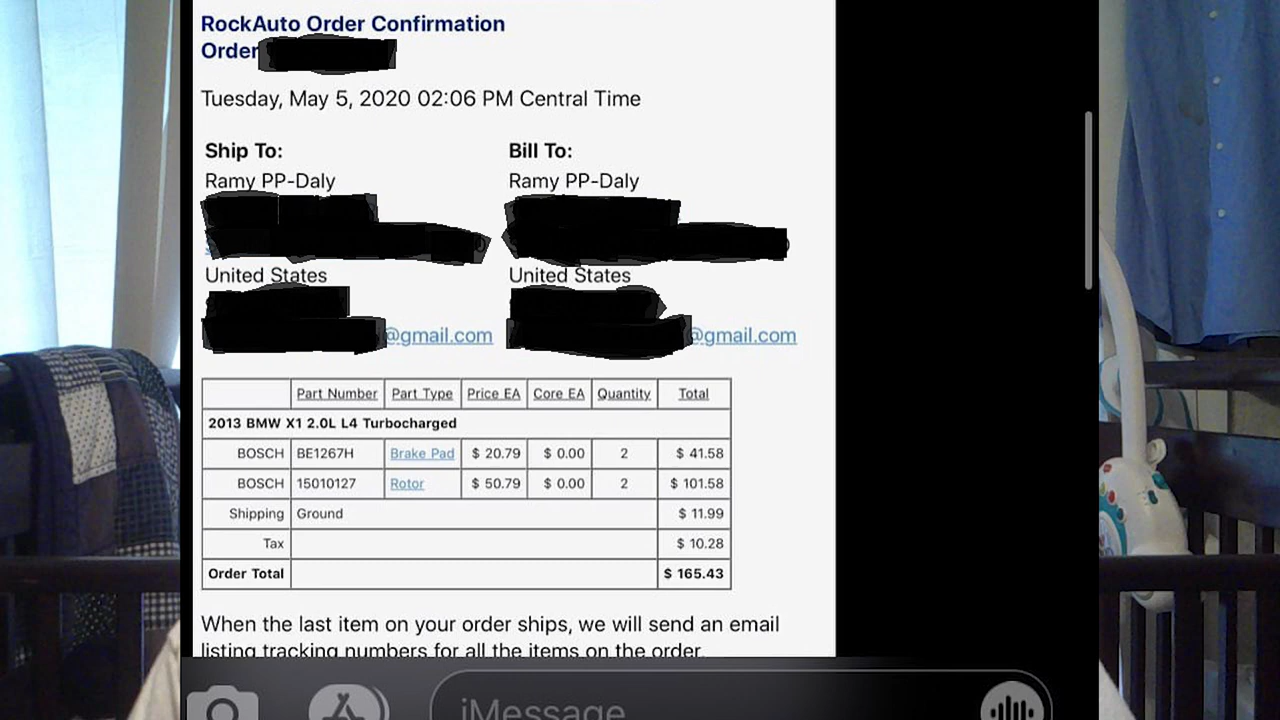 RockAuto Order Confirmation
Order
Tuesday, May 5, 2020 02:06 PM Central Time
Ship To:
Ramy PP-Daly
United States
@gmail.com
Bill To:
Ramy PP-Daly
United States
@gmail.com
Part Number Part Type Price EA Core EA Quantity Total
2013 BMW X1 2.0L L4 Turbocharged
BOSCH BE1267H Brake Pad $ 20.79 $ 0.00 2 $ 41.58
BOSCH 15010127 Rotor $ 50.79 $ 0.00 2 $ 101.58
Shipping Ground $ 11.99
Tax $ 10.28
Order Total $ 165.43
When the last item on your order ships, we will send an email
listing tracking numbers for all the items on the order.
iMessage